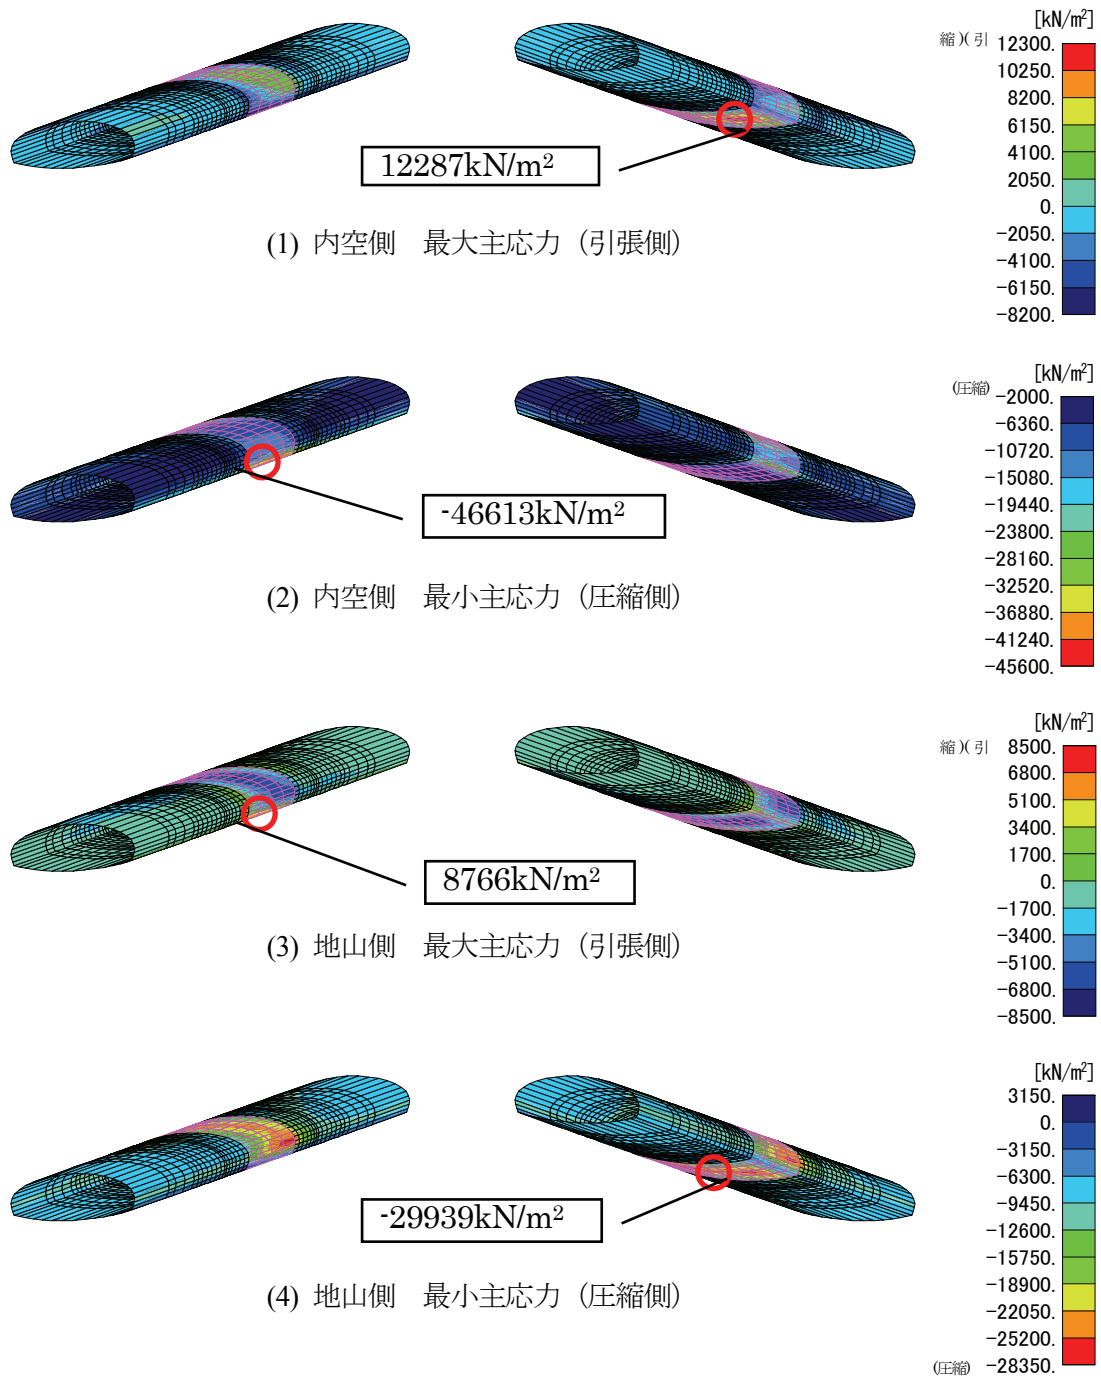 [kN/m²]
縮)(引
12300.
10250.
8200.
6150.
4100.
2050.
0.
-2050.
-4100.
-6150.
-8200.
12287kN/m²
(1) 内空側 最大主応力（引張側）
[kN/m²]
(圧縮)
-2000.
-6360.
-10720.
-15080.
-19440.
-23800.
-28160.
-32520.
-36880.
-41240.
-45600.
-46613kN/m²
(2) 内空側 最小主応力（圧縮側）
[kN/m²]
縮)(引
8500.
6800.
5100.
3400.
1700.
0.
-1700.
-3400.
-5100.
-6800.
-8500.
8766kN/m²
(3) 地山側 最大主応力（引張側）
[kN/m²]
3150.
0.
-3150.
-6300.
-9450.
-12600.
-15750.
-18900.
-22050.
-25200.
(圧縮) -28350.
-29939kN/m²
(4) 地山側 最小主応力（圧縮側）